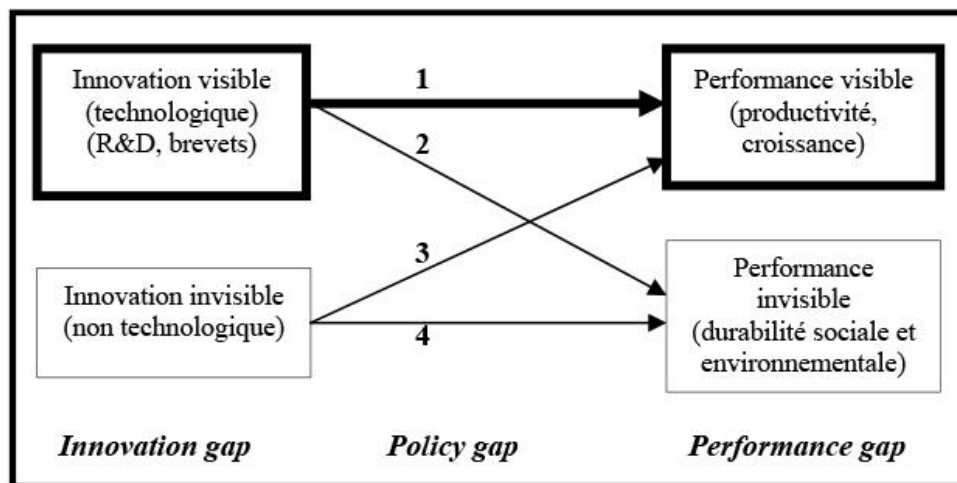 Innovation visible
(technologique)
(R&D, brevets)
1
2
3
4
Performance visible
(productivité,
croissance)
Innovation invisible
(non technologique)
Performance
invisible
(durabilité sociale et
environnementale)
Innovation gap
Policy gap
Performance gap